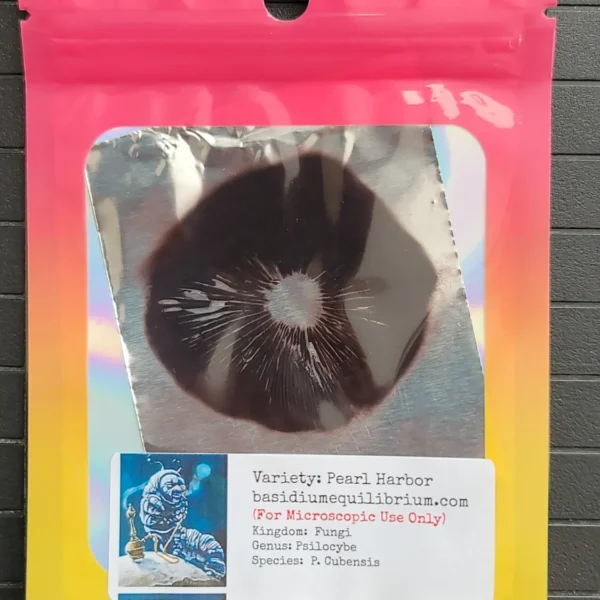 Variety: Pearl Harbor
basidiumequilibrium.com
(For Microscopic Use Only)
Kingdom: Fungi
Genus: Psilocybe
Species: P. Cubensis